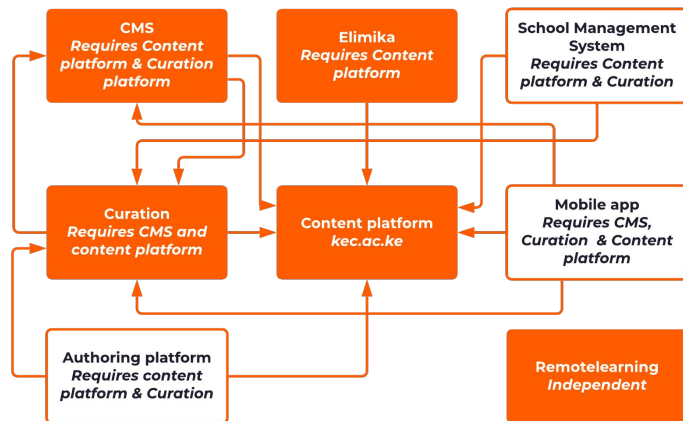 CMS
Requires Content
platform & Curation
platform
Elimika
Requires Content
platform
School Management
System
Requires Content
platform & Curation
Curation
Requires CMS and
content platform
Content platform
kec.ac.ke
Mobile app
Requires CMS,
Curation & Content
platform
Authoring platform
Requires content
platform & Curation
Remotelearning
Independent